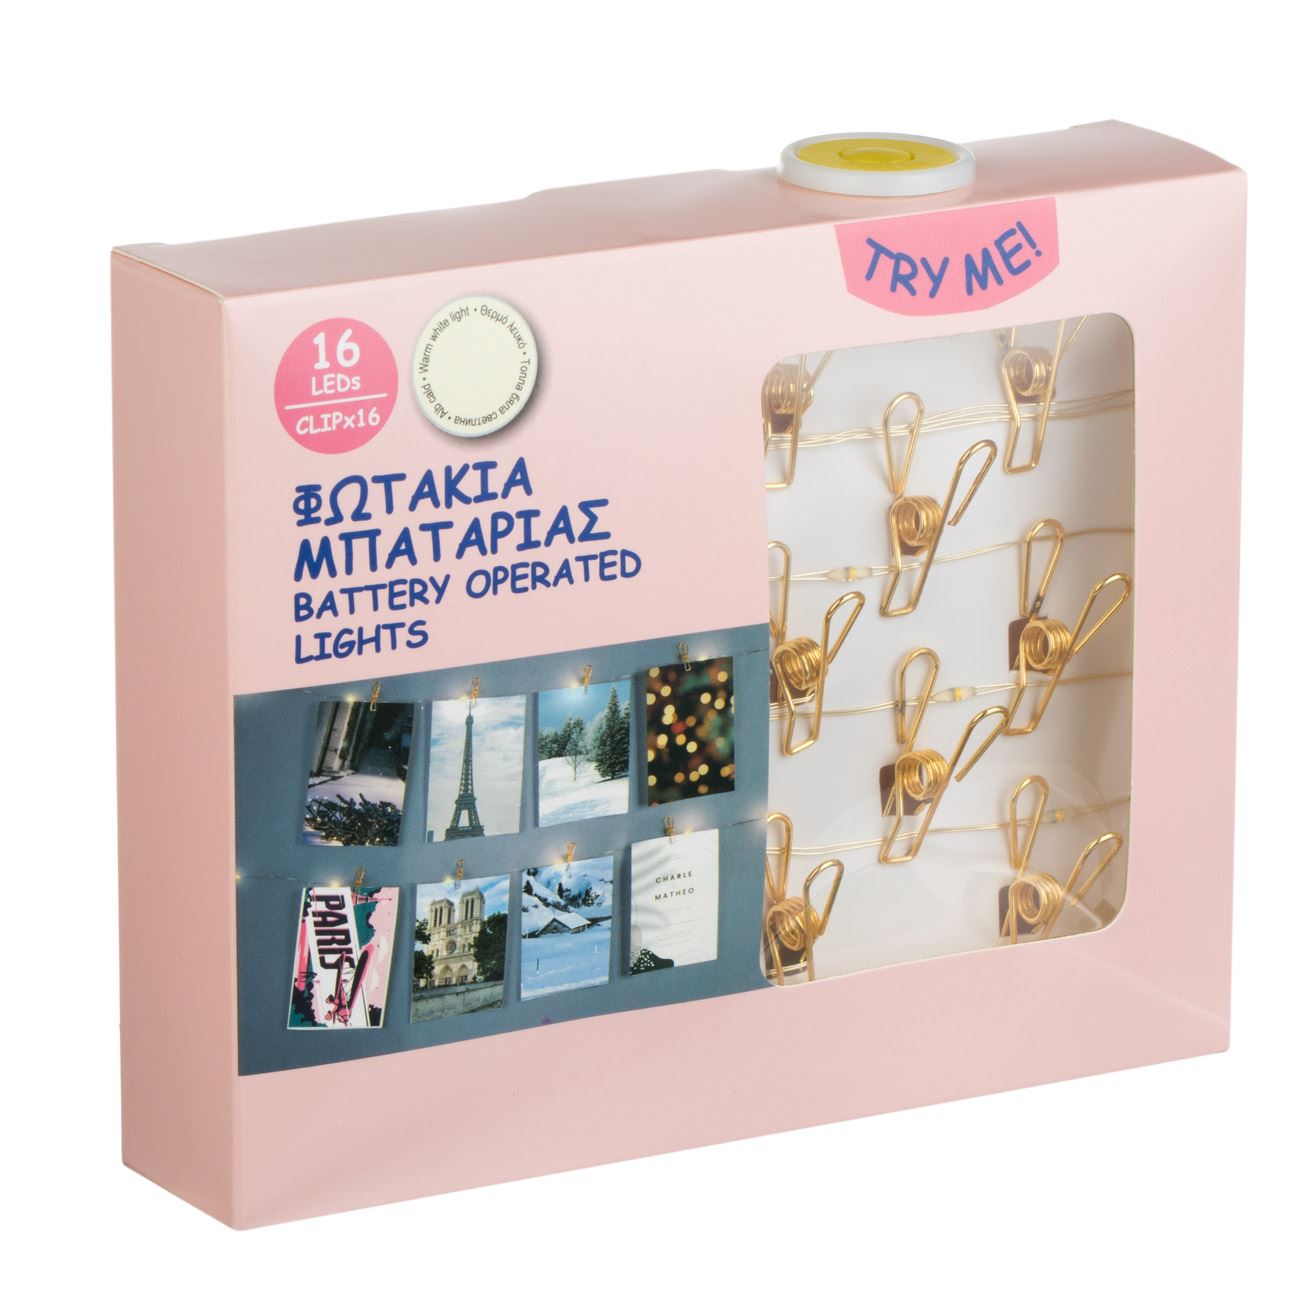 TRY ME!
16
LEDs
CLIPx16
Warm white light • Θερμό λευκό • Топла бяла светлина • Alb cald •
ΦΩΤΑΚΙΑ
ΜΠΑΤΑΡΙΑΣ
BATTERY OPERATED
LIGHTS
PARIS
CHARLE
MATHEO